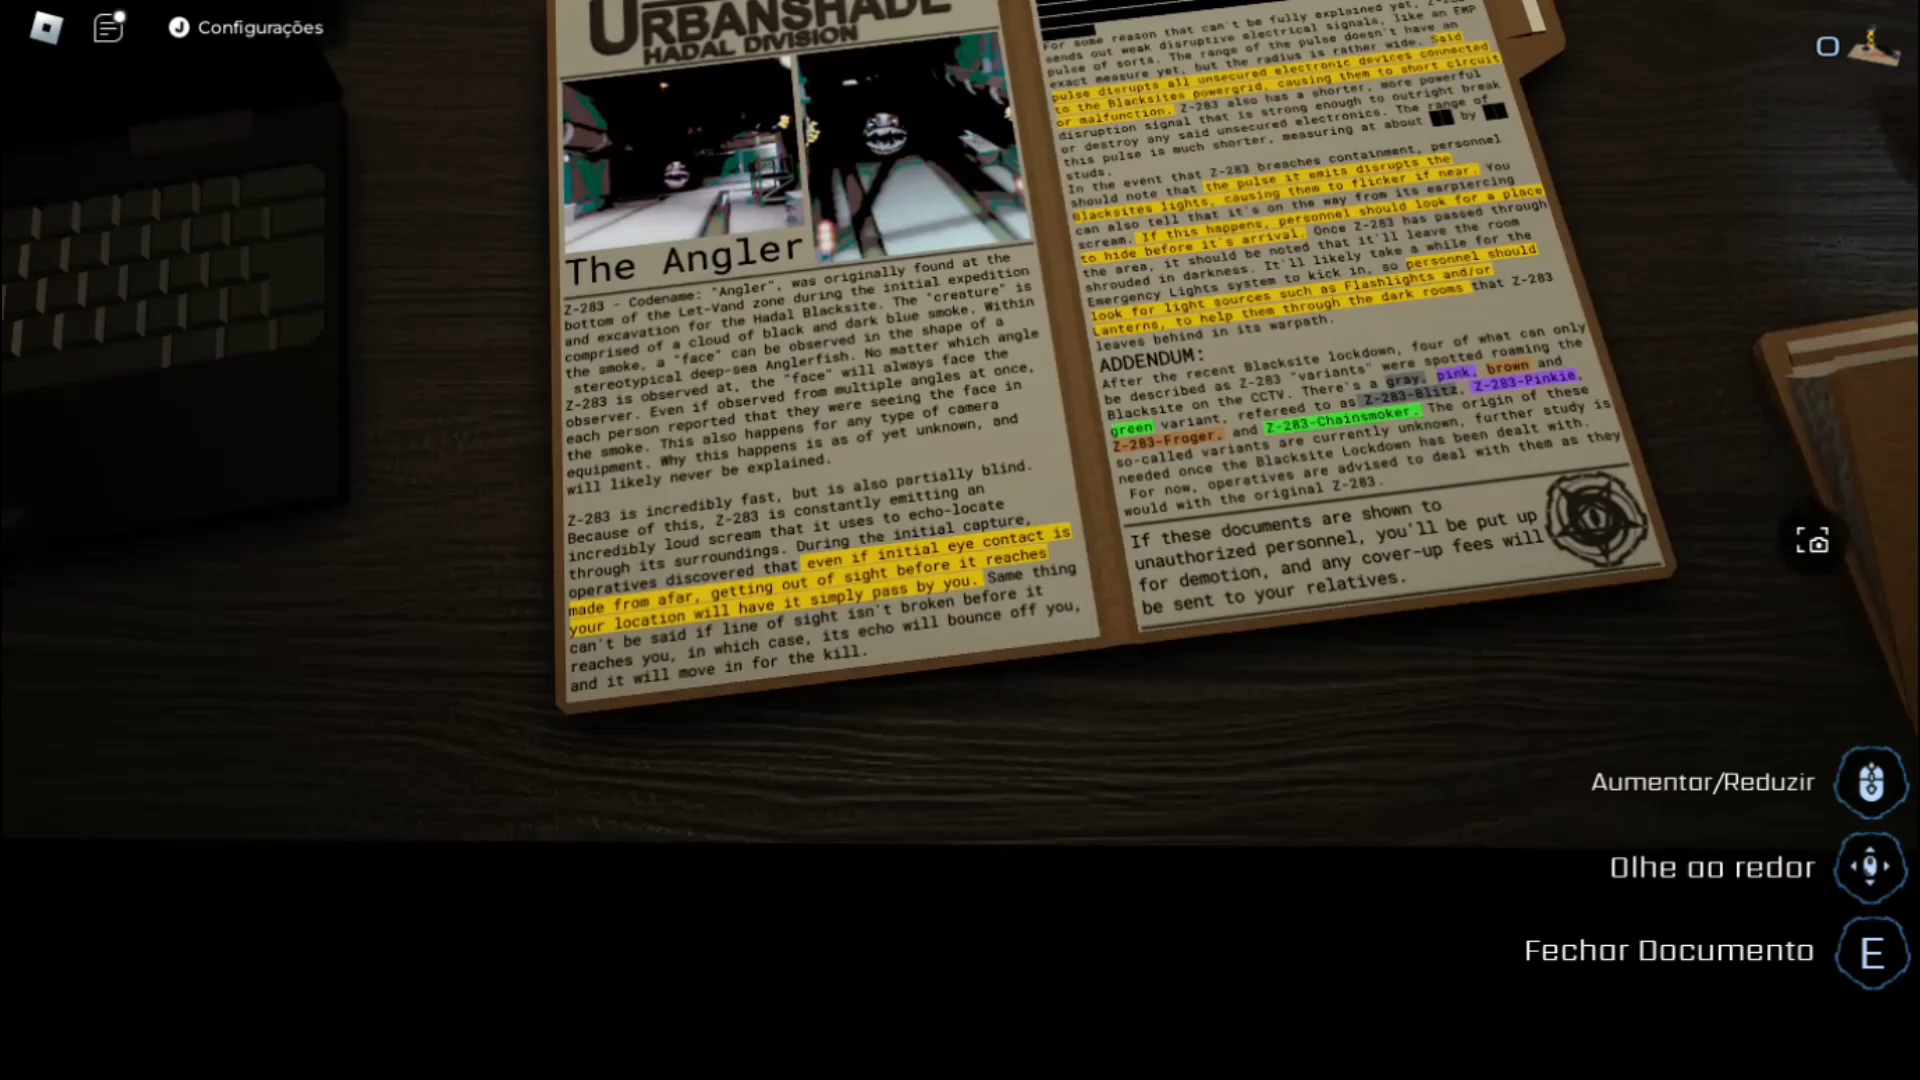 Configurações
URBANSHADE
HADAL DIVISION
The Angler
Z-283 - Codename: "Angler", was originally found at the
bottom of the Let-Vand zone during the initial expedition
and excavation for the Hadal Blacksite. The "creature" is
comprised of a cloud of black and dark blue smoke. Within
the smoke, a "face" can be observed in the shape of a
stereotypical deep-sea Anglerfish. No matter which angle
Z-283 is observed at, the "face" will always face the
observer. Even if observed from multiple angles at once,
each person reported that they were seeing the face in
the smoke. This also happens for any type of camera
equipment. Why this happens is as of yet unknown, and
will likely never be explained.
Z-283 is incredibly fast, but is also partially blind.
Because of this, Z-283 is constantly emitting an
incredibly loud scream that it uses to echo-locate
through its surroundings. During the initial capture,
operatives discovered that even if initial eye contact is
made from afar, getting out of sight before it reaches
your location will have it simply pass by you. Same thing
can't be said if line of sight isn't broken before it
reaches you, in which case, its echo will bounce off you,
and it will move in for the kill.
For some reason that can't be fully explained yet, Z-283
sends out weak disruptive electrical signals, like an EMP
pulse of sorts. The range of the pulse doesn't have an
exact measure yet, but the radius is rather wide. Said
pulse disrupts all unsecured electronic devices connected
to the Blacksites powergrid, causing them to short circuit
or malfunction. Z-283 also has a shorter, more powerful
disruption signal that is strong enough to outright break
or destroy any said unsecured electronics. The range of
this pulse is much shorter, measuring at about by
studs.
In the event that Z-283 breaches containment, personnel
should note that the pulse it emits disrupts the
Blacksites lights, causing them to flicker if near. You
can also tell that it's on the way from its earpiercing
scream. If this happens, personnel should look for a place
to hide before it's arrival. Once Z-283 has passed through
the area, it should be noted that it'll leave the room
shrouded in darkness. It'll likely take a while for the
Emergency Lights system to kick in, so personnel should
look for light sources such as Flashlights and/or
Lanterns, to help them through the dark rooms that Z-283
leaves behind in its warpath.
ADDENDUM:
After the recent Blacksite lockdown, four of what can only
be described as Z-283 "variants" were spotted roaming the
Blacksite on the CCTV. There's a gray, pink, brown and
green variant, refereed to as Z-283-Blitz, Z-283-Pinkie,
Z-283-Froger, and Z-283-Chainsmoker. The origin of these
so-called variants are currently unknown, further study is
needed once the Blacksite Lockdown has been dealt with.
For now, operatives are advised to deal with them as they
would with the original Z-283.
If these documents are shown to
unauthorized personnel, you'll be put up
for demotion, and any cover-up fees will
be sent to your relatives.
Aumentar/Reduzir
Olhe ao redor
Fechar Documento
E